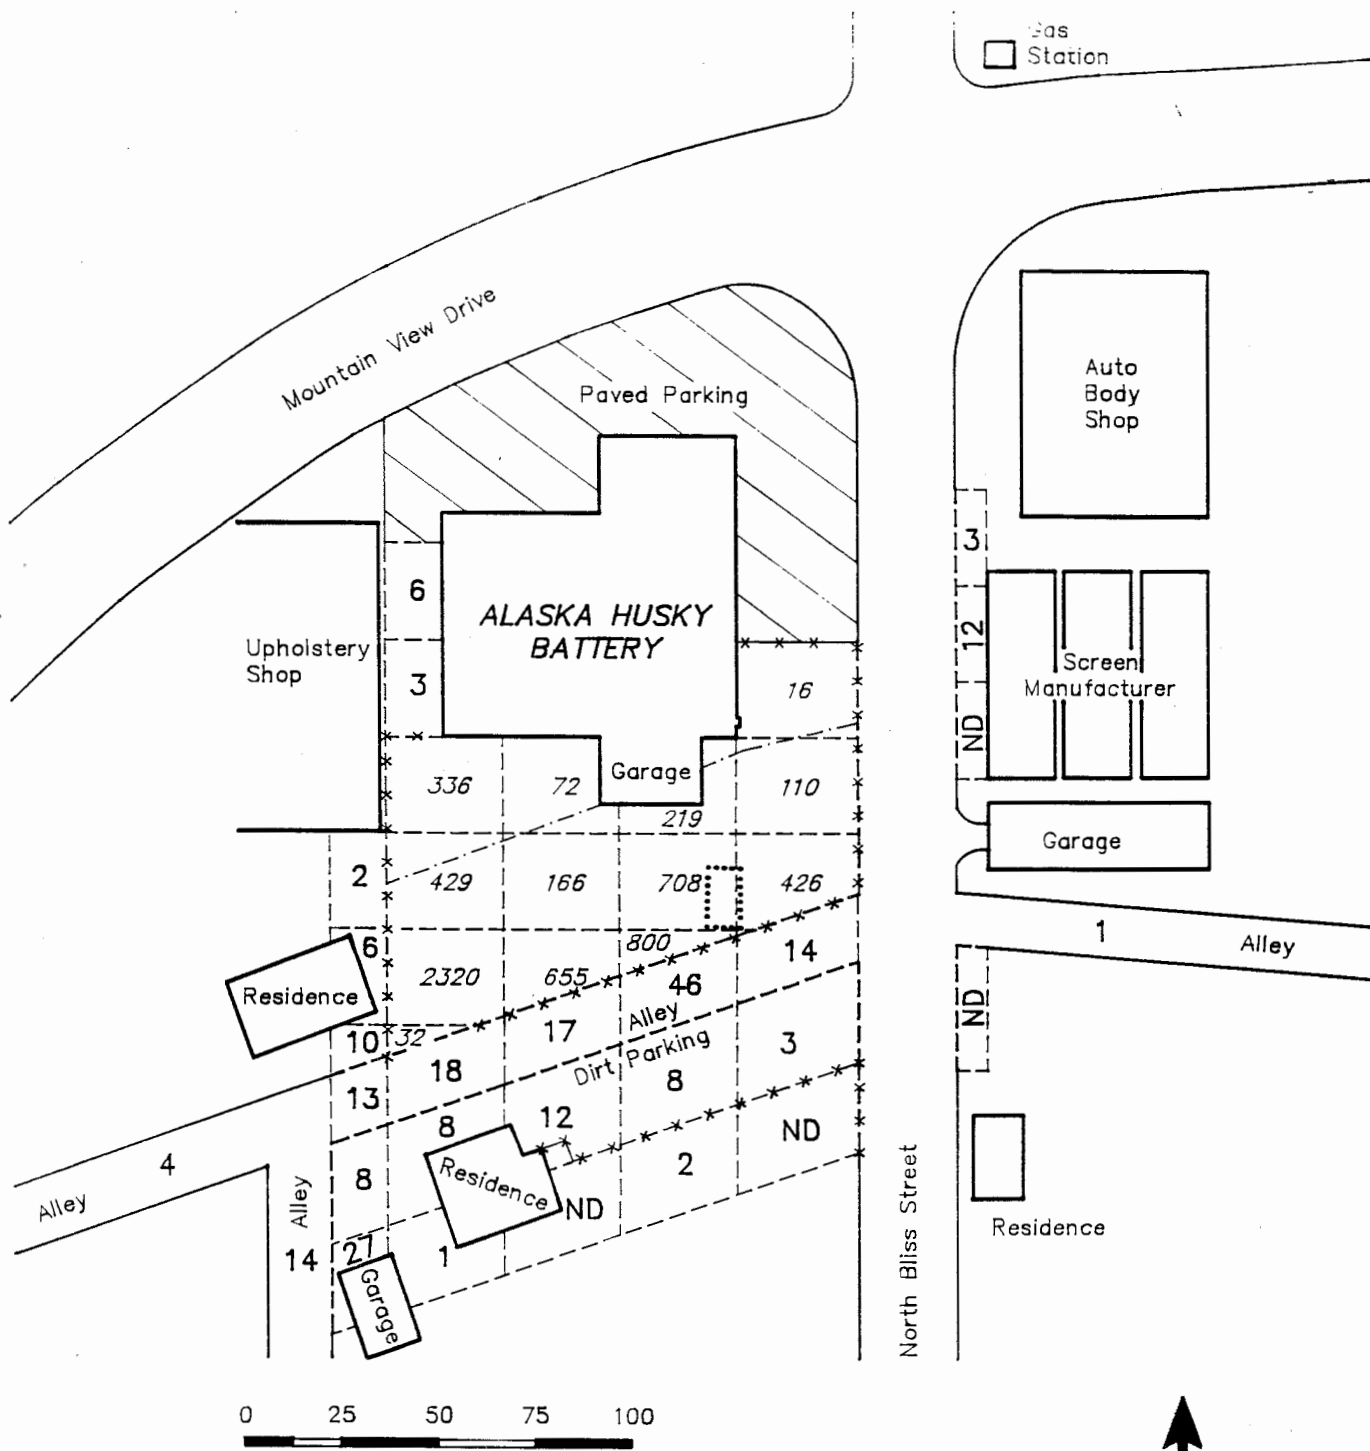 Gas
Station
Mountain View Drive
Paved Parking
Auto
Body
Shop
3
6
ALASKA HUSKY
BATTERY
12
Upholstery
Shop
Screen
Manufacturer
3
16
ND
336
72
Garage
110
219
Garage
2
429
166
708
426
1
Alley
6
800
14
Residence
2320
655
46
ND
10
32
17
Alley
Dirt Parking
3
13
18
8
8
12
ND
4
8
Residence
2
Alley
Alley
ND
North Bliss Street
Residence
14
27
1
Garage
0 25 50 75 100